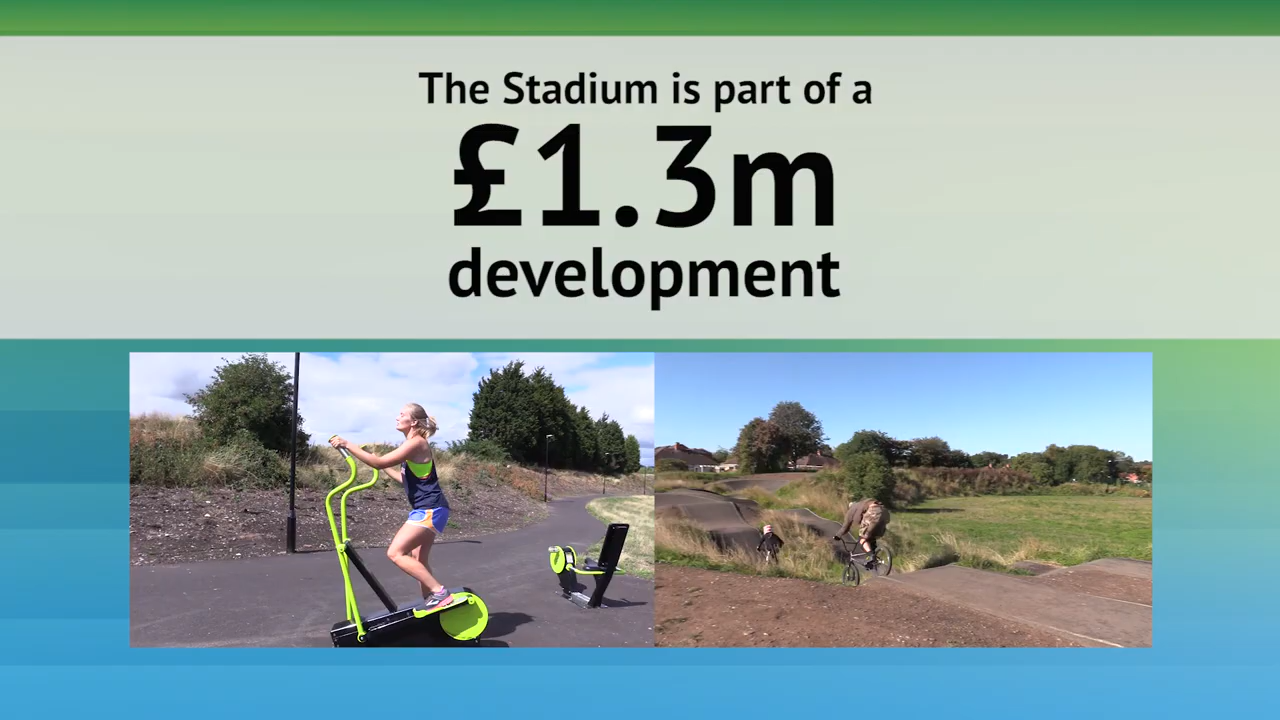 The Stadium is part of a
£1.3m
development